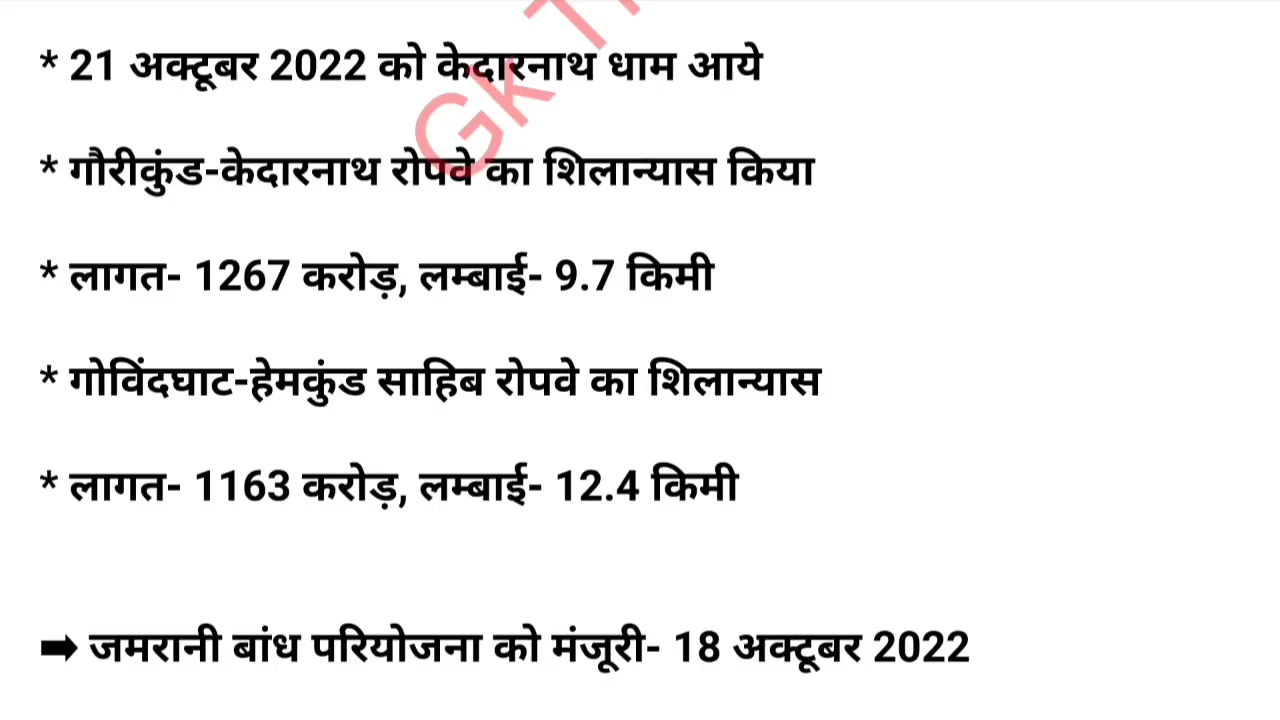 * 21 अक्टूबर 2022 को केदारनाथ धाम आये
* गौरीकुंड-केदारनाथ रोपवे का शिलान्यास किया
* लागत- 1267 करोड़, लम्बाई- 9.7 किमी
* गोविंदघाट-हेमकुंड साहिब रोपवे का शिलान्यास
* लागत- 1163 करोड़, लम्बाई- 12.4 किमी
➡ जमरानी बांध परियोजना को मंजूरी- 18 अक्टूबर 2022
Gk